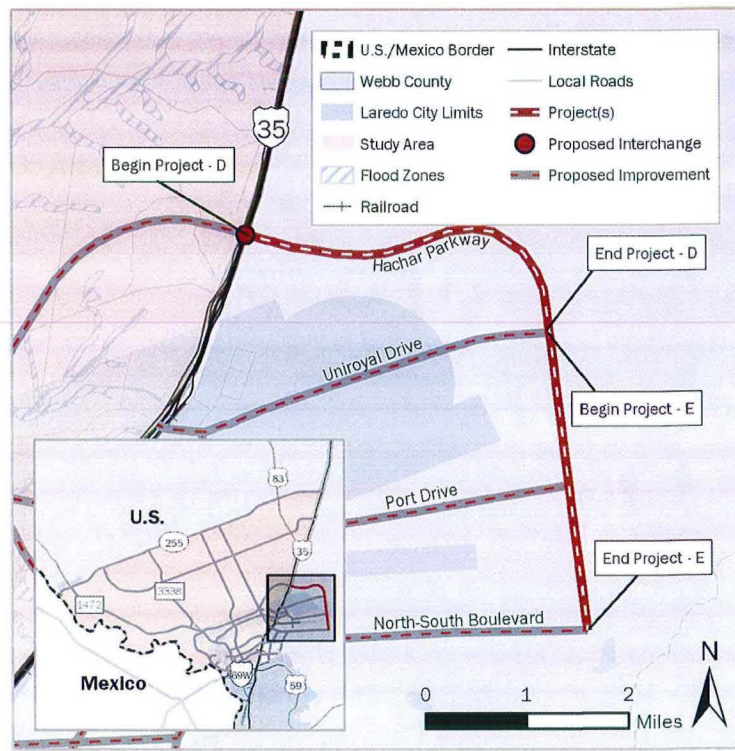 U.S./Mexico Border
Webb County
Laredo City Limits
Study Area
Flood Zones
Railroad
Interstate
Local Roads
Project(s)
Proposed Interchange
Proposed Improvement
35
Begin Project - D
Hachar Parkway
End Project - D
Uniroyal Drive
Begin Project - E
Port Drive
End Project - E
North-South Boulevard
83
U.S.
255
35
3338
1472
Mexico
69W
59
N
0 1 2
Miles